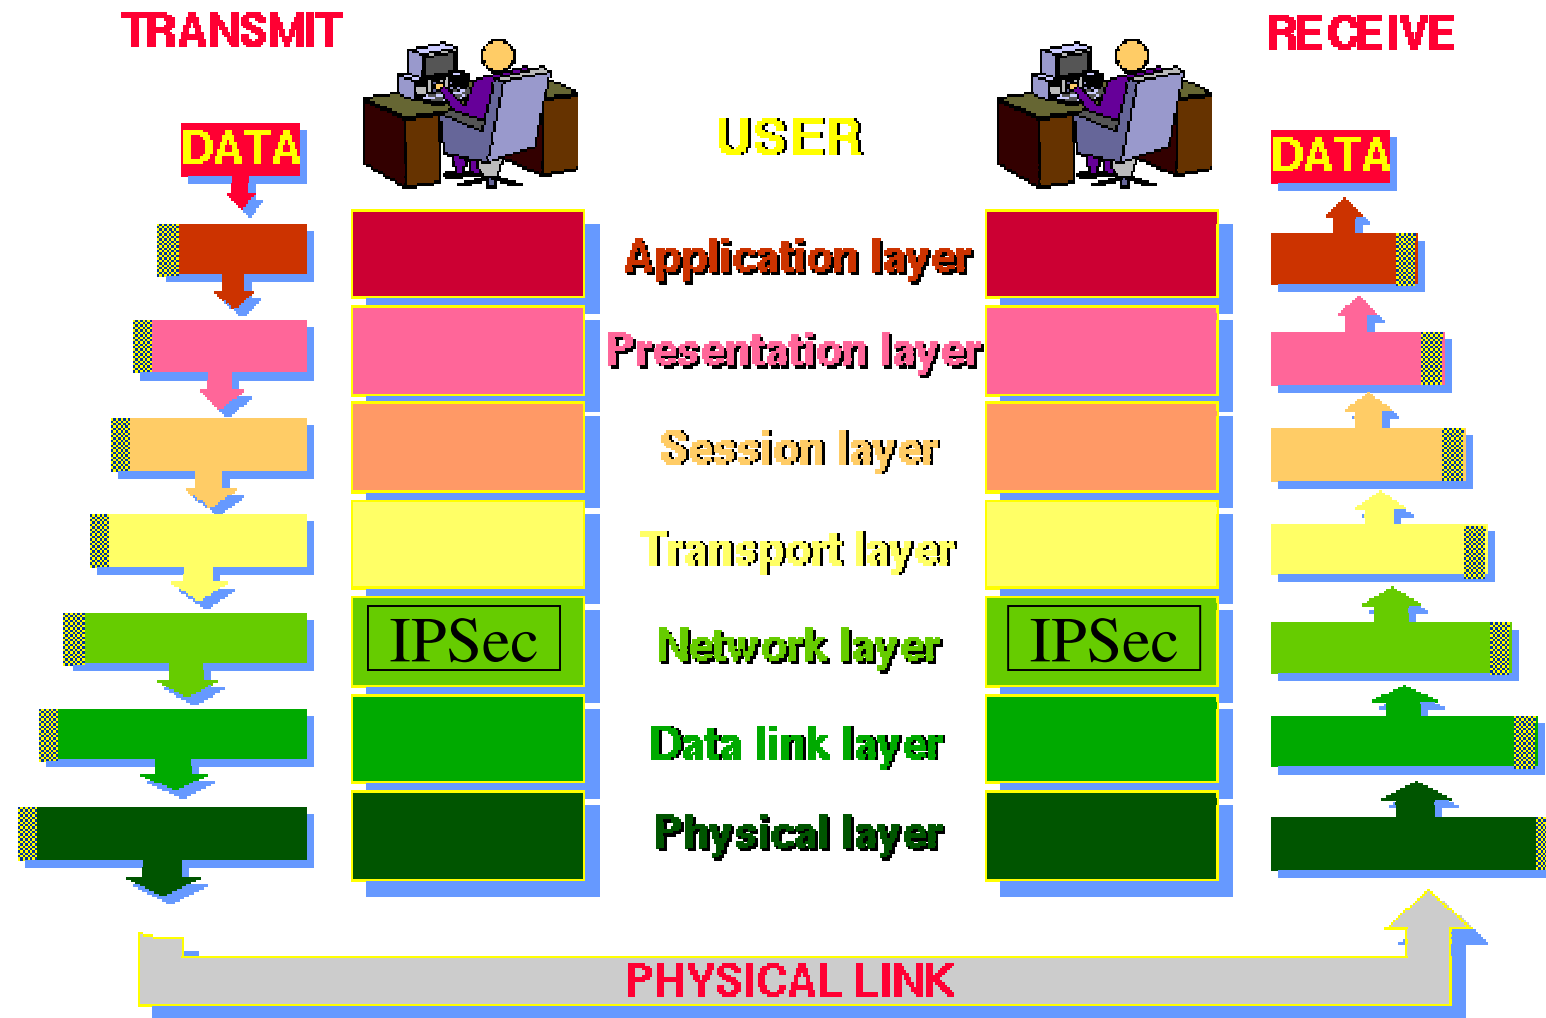 TRANSMIT
RECEIVE
USER
DATA
DATA
Application layer
Presentation layer
Session layer
Transport layer
IPSec
Network layer
IPSec
Data link layer
Physical layer
PHYSICAL LINK